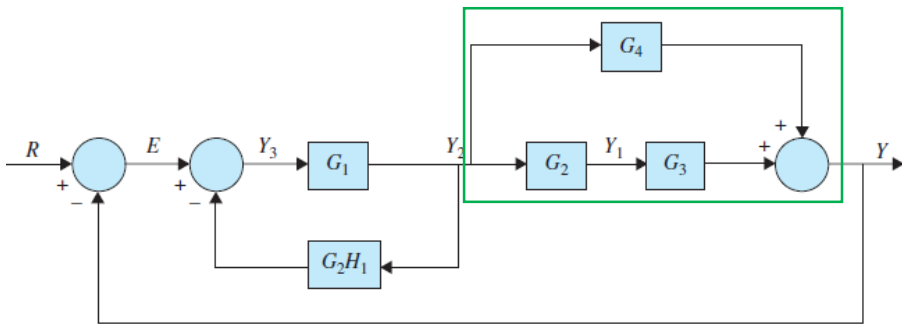 G4
+
R E Y3 G1 Y2 G2 Y1 G3 + Y
+ − + −
G2H1